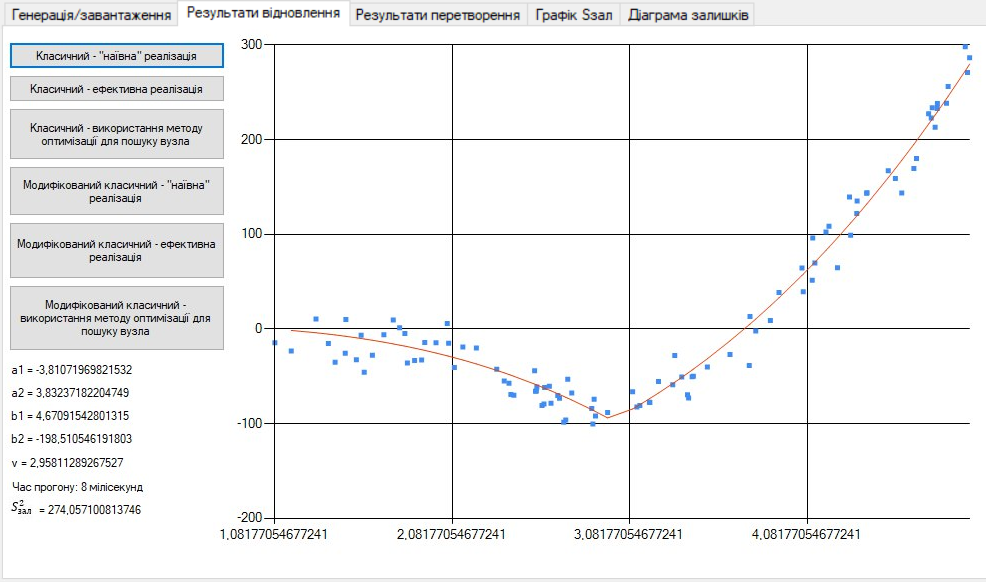 Генерація/завантаження
Результати відновлення
Результати перетворення
Графік Sзал
Діаграма залишків
Класичний - "наївна" реалізація
Класичний - ефективна реалізація
Класичний - використання методу
оптимізації для пошуку вузла
Модифікований класичний - "наївна"
реалізація
Модифікований класичний - ефективна
реалізація
Модифікований класичний -
використання методу оптимізації для
пошуку вузла
a1 = -3,81071969821532
a2 = 3,83237182204749
b1 = 4,67091542801315
b2 = -198,510546191803
v = 2,95811289267527
Час прогону: 8 мілісекунд
S²зал = 274,057100813746
300
200
100
0
-100
-200
1,08177054677241
2,08177054677241
3,08177054677241
4,08177054677241